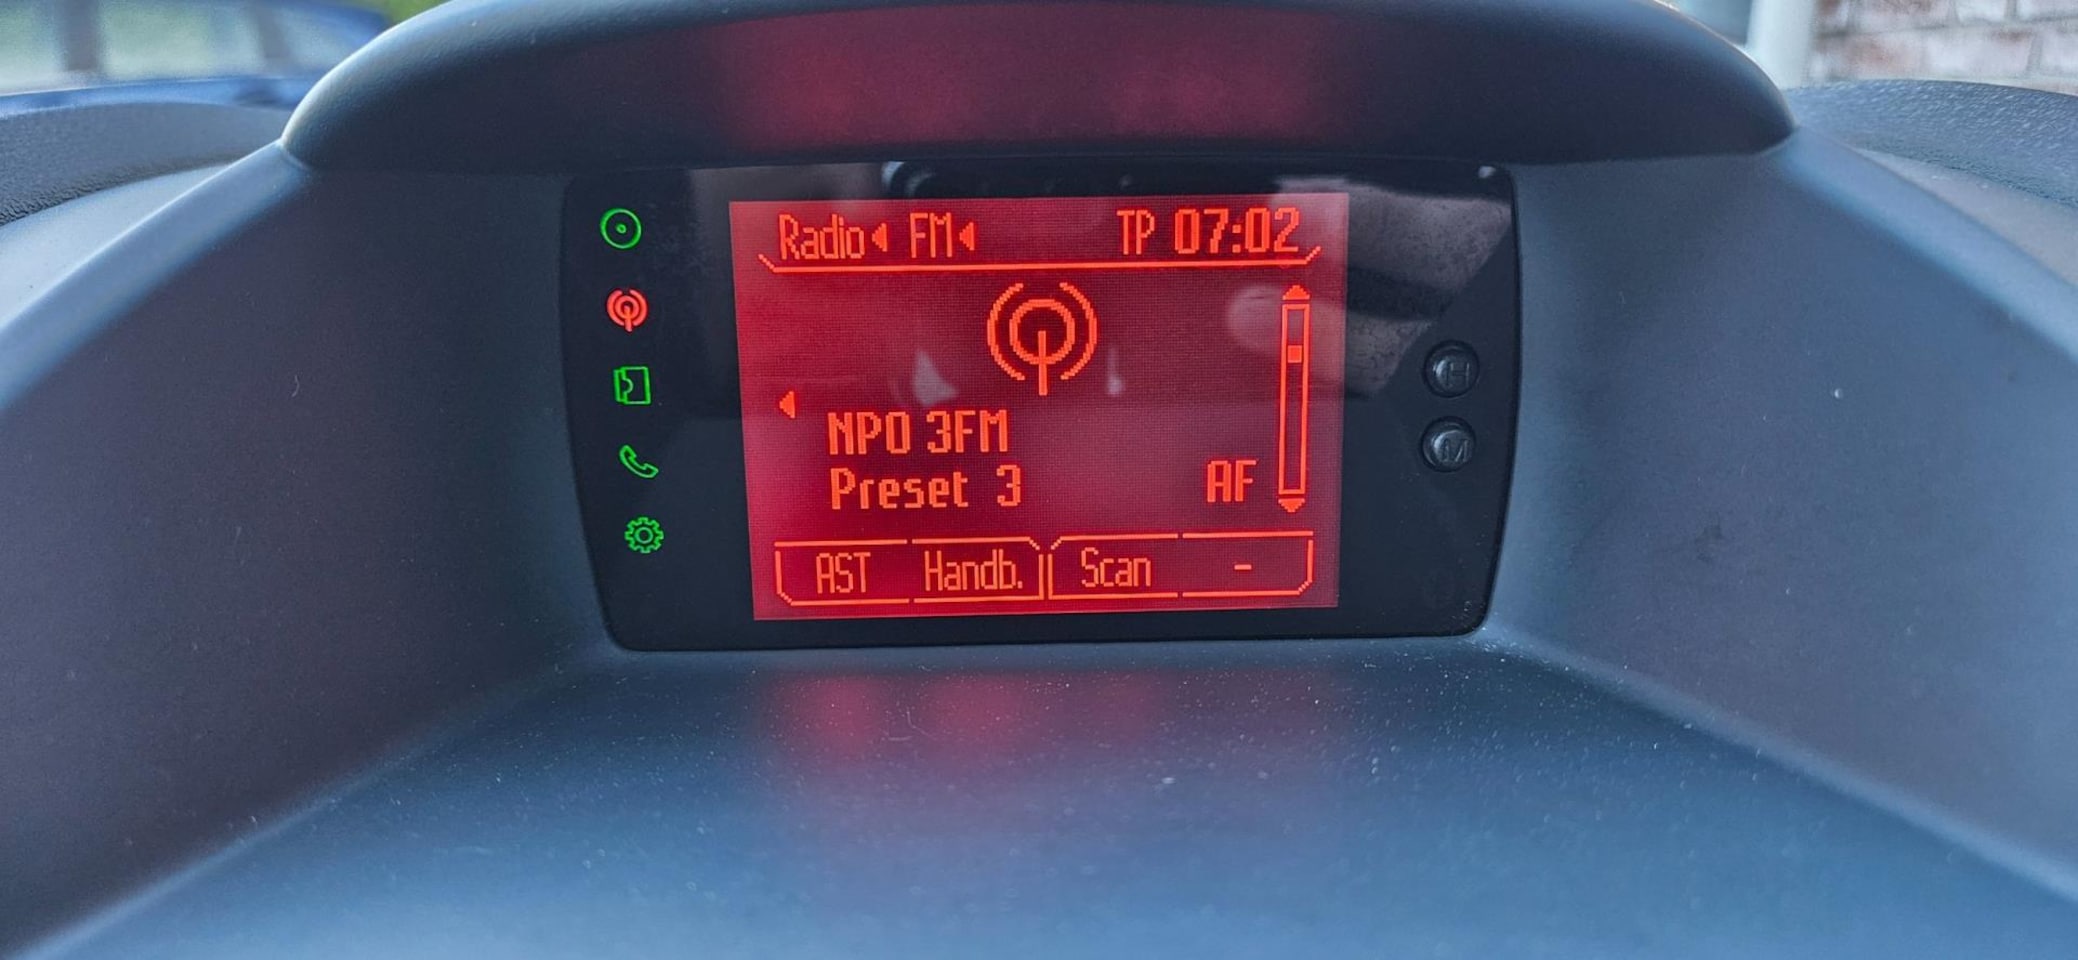 Radio FM TP 07:02
NPO 3FM
Preset 3 AF
AST Handb. Scan -
H
M